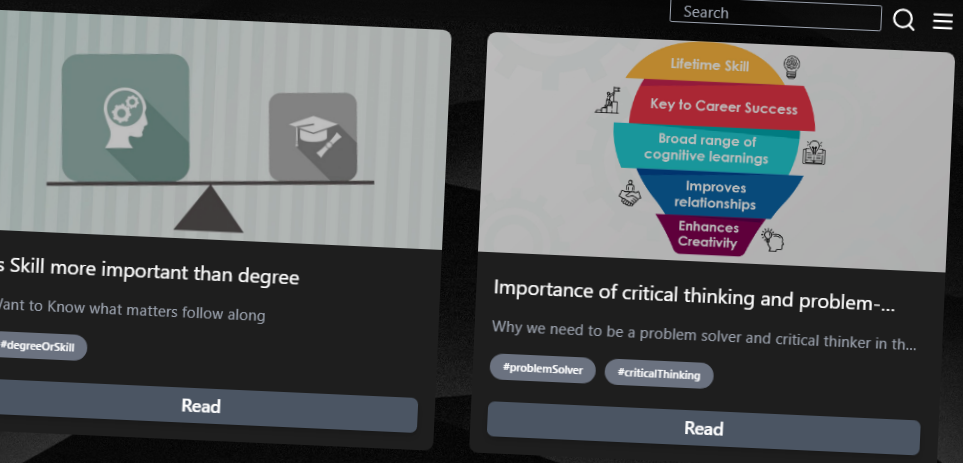 Search
Lifetime Skill
Key to Career Success
Broad range of
cognitive learnings
Improves
relationships
Enhances
Creativity
s Skill more important than degree
Want to Know what matters follow along
#degreeOrSkill
Read
Importance of critical thinking and problem-...
Why we need to be a problem solver and critical thinker in th...
#problemSolver
#criticalThinking
Read